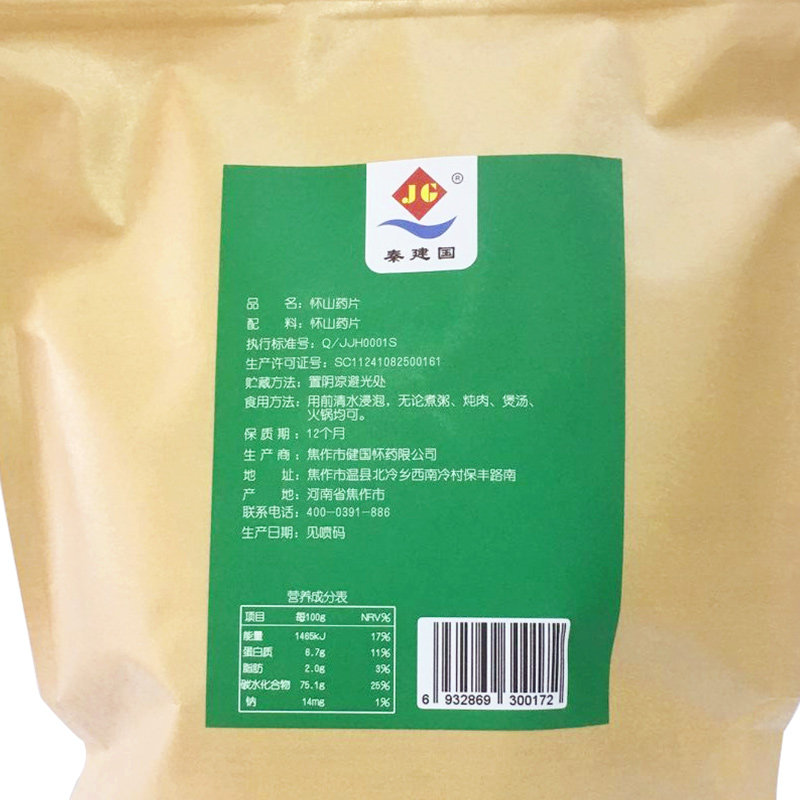 JG ®
秦建国
品 名：怀山药片
配 料：怀山药片
执行标准号：Q/JJH0001S
生产许可证号：SC11241082500161
贮藏方法：置阴凉避光处
食用方法：用前清水浸泡，无论煮粥、炖肉、煲汤、
火锅均可。
保质期：12个月
生产商：焦作市健国怀药限公司
地 址：焦作市温县北冷乡西南冷村保丰路南
产 地：河南省焦作市
联系电话：400-0391-886
生产日期：见喷码
营养成分表
项目 每100g NRV%
能量 1465kJ 17%
蛋白质 6.7g 11%
脂肪 2.0g 3%
碳水化合物 75.1g 25%
钠 14mg 1%
6 932869 300172